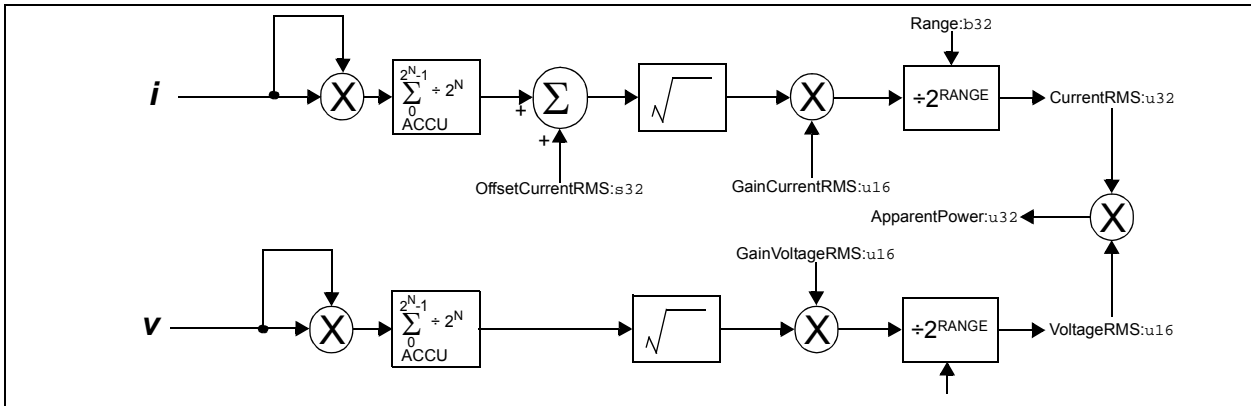 Range:b32
i
X
2^N-1
∑ ÷ 2^N
0
ACCU
+
Σ
+
√
X
÷2^RANGE
CurrentRMS:u32
OffsetCurrentRMS:s32
GainCurrentRMS:u16
ApparentPower:u32
X
GainVoltageRMS:u16
v
X
2^N-1
∑ ÷ 2^N
0
ACCU
√
X
÷2^RANGE
VoltageRMS:u16